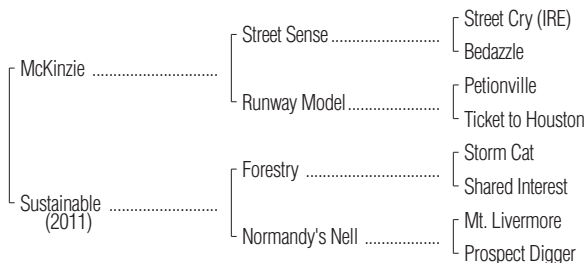 Street Cry (IRE)
Street Sense
Bedazzle
McKinzie
Petionville
Runway Model
Ticket to Houston
Storm Cat
Forestry
Shared Interest
Sustainable
(2011)
Mt. Livermore
Normandy's Nell
Prospect Digger